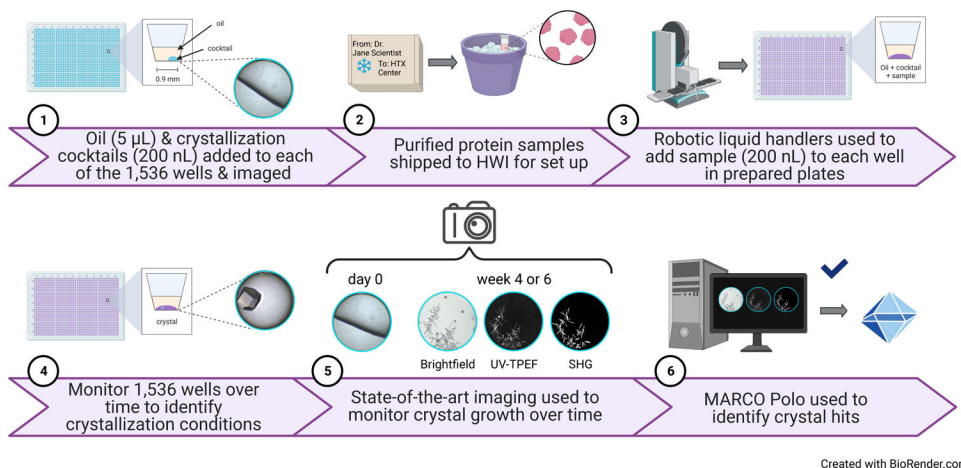 oil
cocktail
0.9 mm
From: Dr.
Jane Scientist
To: HTX
Center
Oil + cocktail
+ sample
1
Oil (5 µL) & crystallization
cocktails (200 nL) added to each
of the 1,536 wells & imaged
2
Purified protein samples
shipped to HWI for set up
3
Robotic liquid handlers used to
add sample (200 nL) to each well
in prepared plates
crystal
day 0
week 4 or 6
Brightfield
UV-TPEF
SHG
4
Monitor 1,536 wells over
time to identify
crystallization conditions
5
State-of-the-art imaging used to
monitor crystal growth over time
6
MARCO Polo used to
identify crystal hits
Created with BioRender.com